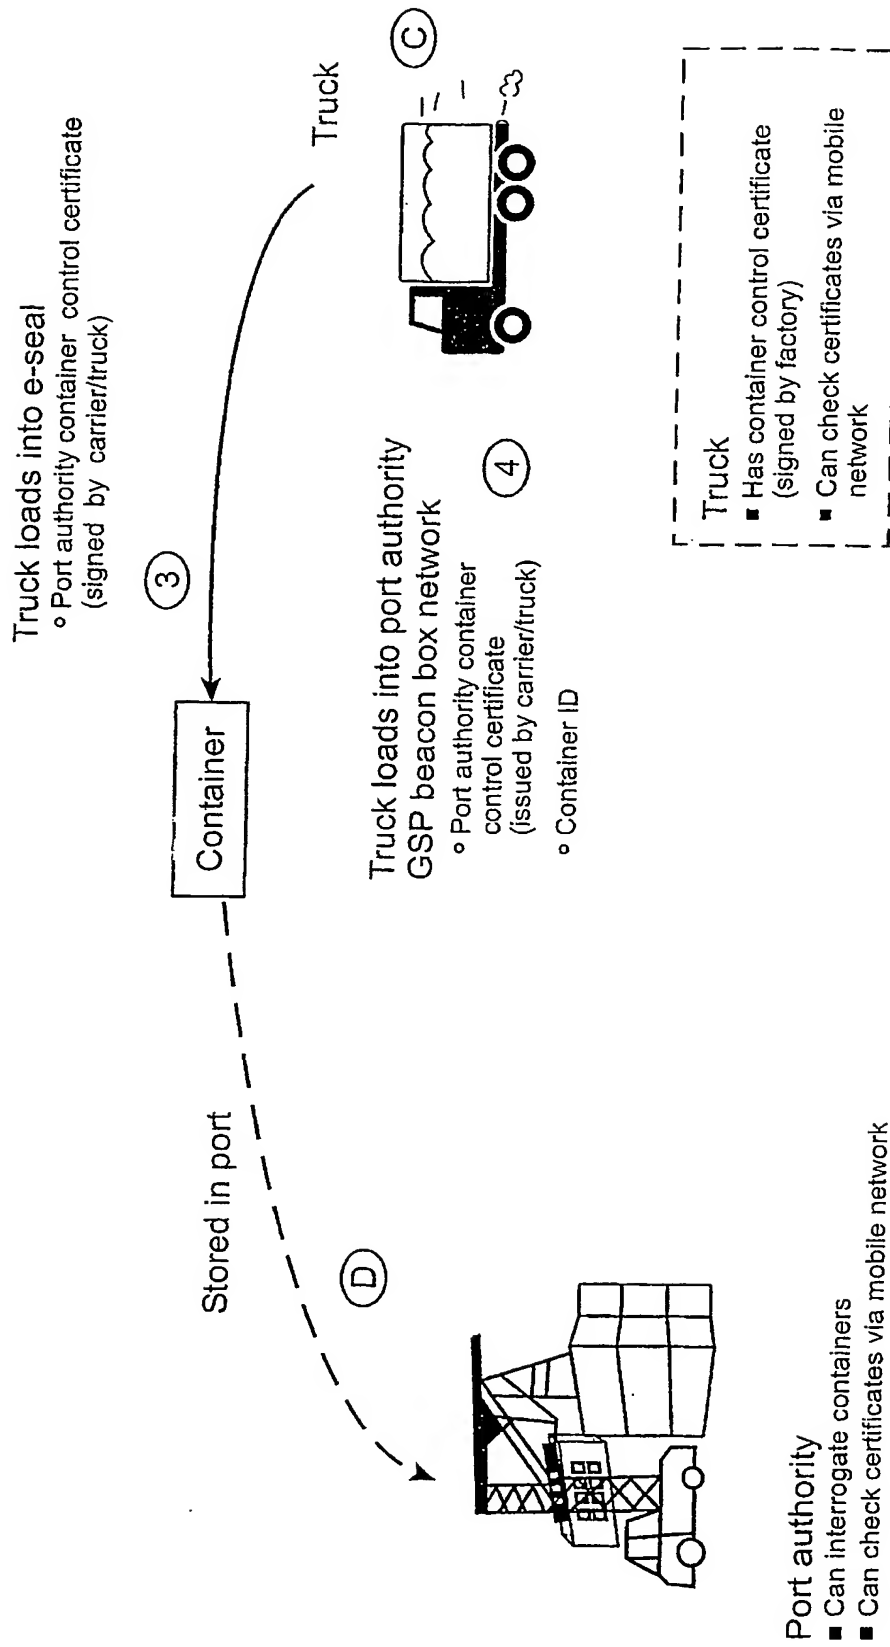 Truck loads into e-seal
° Port authority container control certificate
(signed by carrier/truck)
3
Container
Truck
C
Truck loads into port authority
GSP beacon box network
° Port authority container
control certificate
(issued by carrier/truck)
° Container ID
4
Stored in port
D
Truck
■ Has container control certificate
(signed by factory)
■ Can check certificates via mobile
network
Port authority
■ Can interrogate containers
■ Can check certificates via mobile network